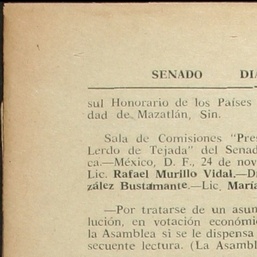 SENADO DIA
sul Honorario de los Países
dad de Mazatlán, Sin.
Sala de Comisiones "Pres
Lerdo de Tejada" del Senad
ca.—México, D. F., 24 de nov
Lic. Rafael Murillo Vidal.—D
zález Bustamante.—Lic. María
—Por tratarse de un asun
lución, en votación económi
la Asamblea si se le dispensa
secuente lectura. (La Asambl